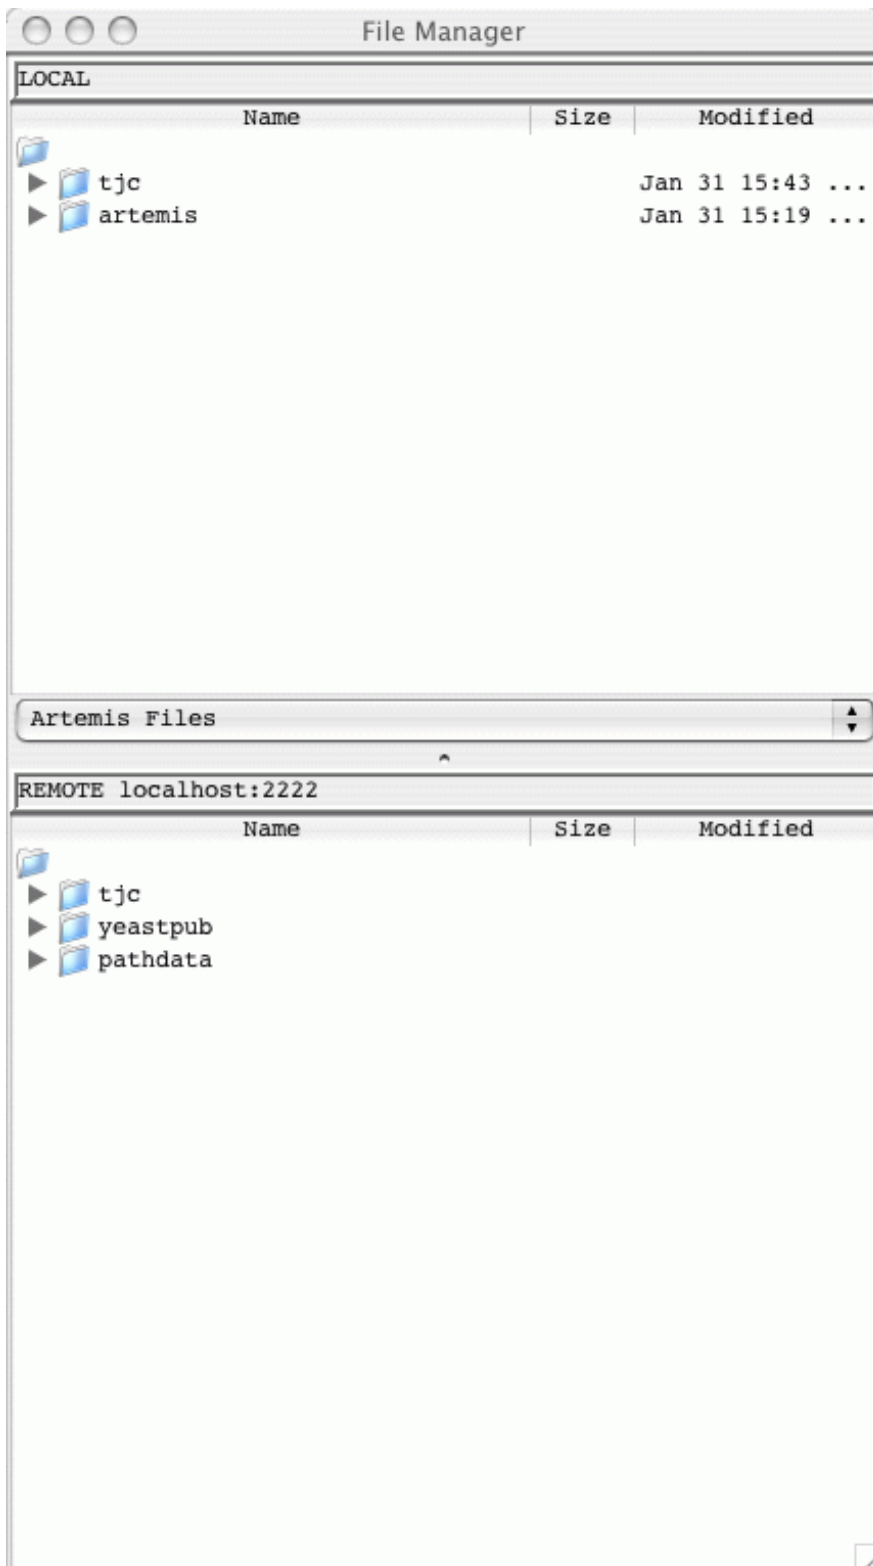 File Manager
LOCAL
Name Size Modified
tjc Jan 31 15:43 ...
artemis Jan 31 15:19 ...
Artemis Files
REMOTE localhost:2222
Name Size Modified
tjc
yeastpub
pathdata